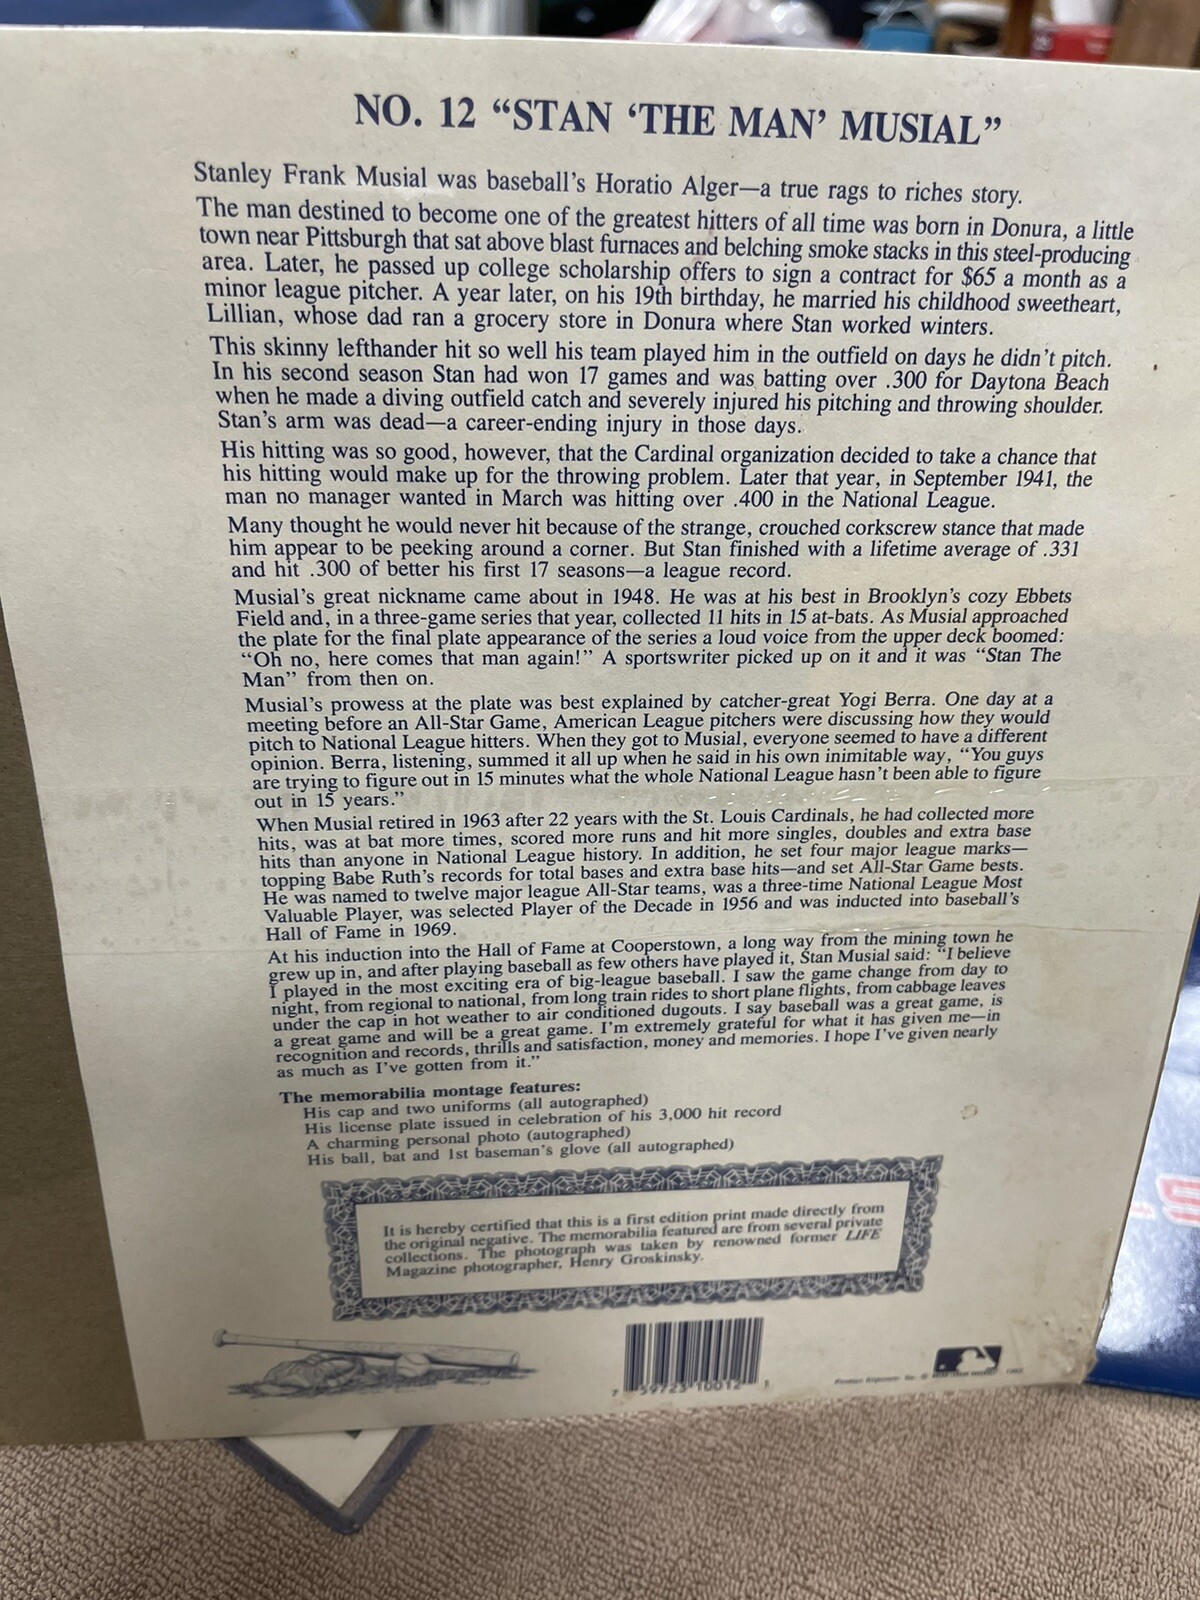 NO. 12 “STAN ‘THE MAN’ MUSIAL”
Stanley Frank Musial was baseball’s Horatio Alger—a true rags to riches story.
The man destined to become one of the greatest hitters of all time was born in Donura, a little
town near Pittsburgh that sat above blast furnaces and belching smoke stacks in this steel-producing
area. Later, he passed up college scholarship offers to sign a contract for $65 a month as a
minor league pitcher. A year later, on his 19th birthday, he married his childhood sweetheart,
Lillian, whose dad ran a grocery store in Donura where Stan worked winters.
This skinny lefthander hit so well his team played him in the outfield on days he didn’t pitch.
In his second season Stan had won 17 games and was batting over .300 for Daytona Beach
when he made a diving outfield catch and severely injured his pitching and throwing shoulder.
Stan’s arm was dead—a career-ending injury in those days.
His hitting was so good, however, that the Cardinal organization decided to take a chance that
his hitting would make up for the throwing problem. Later that year, in September 1941, the
man no manager wanted in March was hitting over .400 in the National League.
Many thought he would never hit because of the strange, crouched corkscrew stance that made
him appear to be peeking around a corner. But Stan finished with a lifetime average of .331
and hit .300 of better his first 17 seasons—a league record.
Musial’s great nickname came about in 1948. He was at his best in Brooklyn’s cozy Ebbets
Field and, in a three-game series that year, collected 11 hits in 15 at-bats. As Musial approached
the plate for the final plate appearance of the series a loud voice from the upper deck boomed:
“Oh no, here comes that man again!” A sportswriter picked up on it and it was “Stan The
Man” from then on.
Musial’s prowess at the plate was best explained by catcher-great Yogi Berra. One day at a
meeting before an All-Star Game, American League pitchers were discussing how they would
pitch to National League hitters. When they got to Musial, everyone seemed to have a different
opinion. Berra, listening, summed it all up when he said in his own inimitable way, “You guys
are trying to figure out in 15 minutes what the whole National League hasn’t been able to figure
out in 15 years.”
When Musial retired in 1963 after 22 years with the St. Louis Cardinals, he had collected more
hits, was at bat more times, scored more runs and hit more singles, doubles and extra base
hits than anyone in National League history. In addition, he set four major league marks—
topping Babe Ruth’s records for total bases and extra base hits—and set All-Star Game bests.
He was named to twelve major league All-Star teams, was a three-time National League Most
Valuable Player, was selected Player of the Decade in 1956 and was inducted into baseball’s
Hall of Fame in 1969.
At his induction into the Hall of Fame at Cooperstown, a long way from the mining town he
grew up in, and after playing baseball as few others have played it, Stan Musial said: “I believe
I played in the most exciting era of big-league baseball. I saw the game change from day to
night, from regional to national, from long train rides to short plane flights, from cabbage leaves
under the cap in hot weather to air conditioned dugouts. I say baseball was a great game, is
a great game and will be a great game. I’m extremely grateful for what it has given me—in
recognition and records, thrills and satisfaction, money and memories. I hope I’ve given nearly
as much as I’ve gotten from it.”
The memorabilia montage features:
His cap and two uniforms (all autographed)
His license plate issued in celebration of his 3,000 hit record
A charming personal photo (autographed)
His ball, bat and 1st baseman’s glove (all autographed)
It is hereby certified that this is a first edition print made directly from
the original negative. The memorabilia featured are from several private
collections. The photograph was taken by renowned former LIFE
Magazine photographer, Henry Groskinsky.
7 59723 10012 1